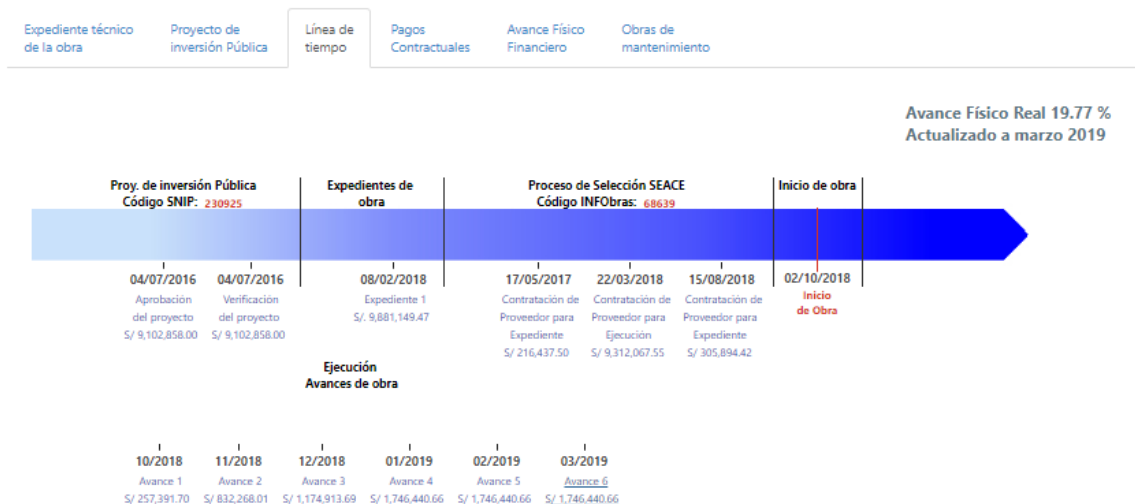 Expediente técnico
de la obra
Proyecto de
inversión Pública
Línea de
tiempo
Pagos
Contractuales
Avance Físico
Financiero
Obras de
mantenimiento
Avance Físico Real 19.77 %
Actualizado a marzo 2019
Proy. de inversión Pública
Código SNIP: 230925
Expedientes de
obra
Proceso de Selección SEACE
Código INFObras: 68639
Inicio de obra
04/07/2016
Aprobación
del proyecto
S/ 9,102,858.00
04/07/2016
Verificación
del proyecto
S/ 9,102,858.00
08/02/2018
Expediente 1
S/. 9,881,149.47
17/05/2017
Contratación de
Proveedor para
Expediente
S/ 216,437.50
22/03/2018
Contratación de
Proveedor para
Ejecución
S/ 9,312,067.55
15/08/2018
Contratación de
Proveedor para
Expediente
S/ 305,894.42
02/10/2018
Inicio
de Obra
Ejecución
Avances de obra
10/2018
Avance 1
S/ 257,391.70
11/2018
Avance 2
S/ 832,268.01
12/2018
Avance 3
S/ 1,174,913.69
01/2019
Avance 4
S/ 1,746,440.66
02/2019
Avance 5
S/ 1,746,440.66
03/2019
Avance 6
S/ 1,746,440.66